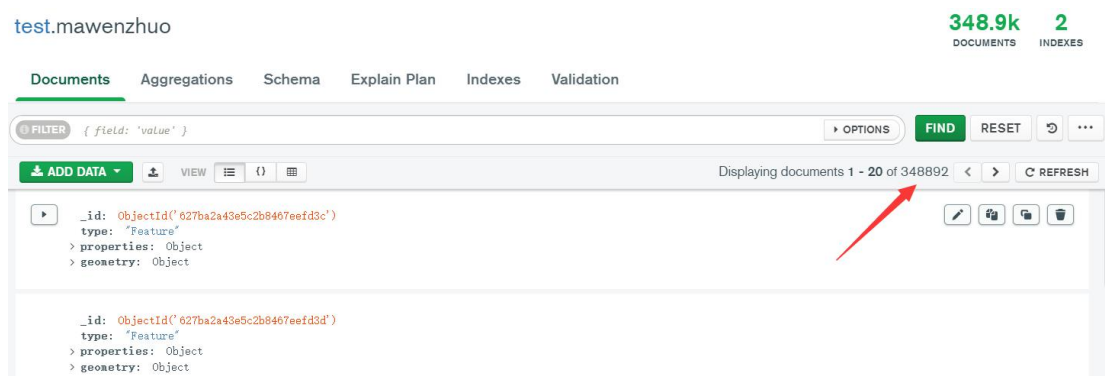 test.mawenzhuo
348.9k 2
DOCUMENTS INDEXES
Documents Aggregations Schema Explain Plan Indexes Validation
FILTER { field: 'value' } OPTIONS FIND RESET ...
ADD DATA VIEW {} Displaying documents 1 - 20 of 348892 < > REFRESH
_id: ObjectId('627ba2a43e5c2b8467eefd3c')
type: "Feature"
> properties: Object
> geometry: Object
_id: ObjectId('627ba2a43e5c2b8467eefd3d')
type: "Feature"
> properties: Object
> geometry: Object